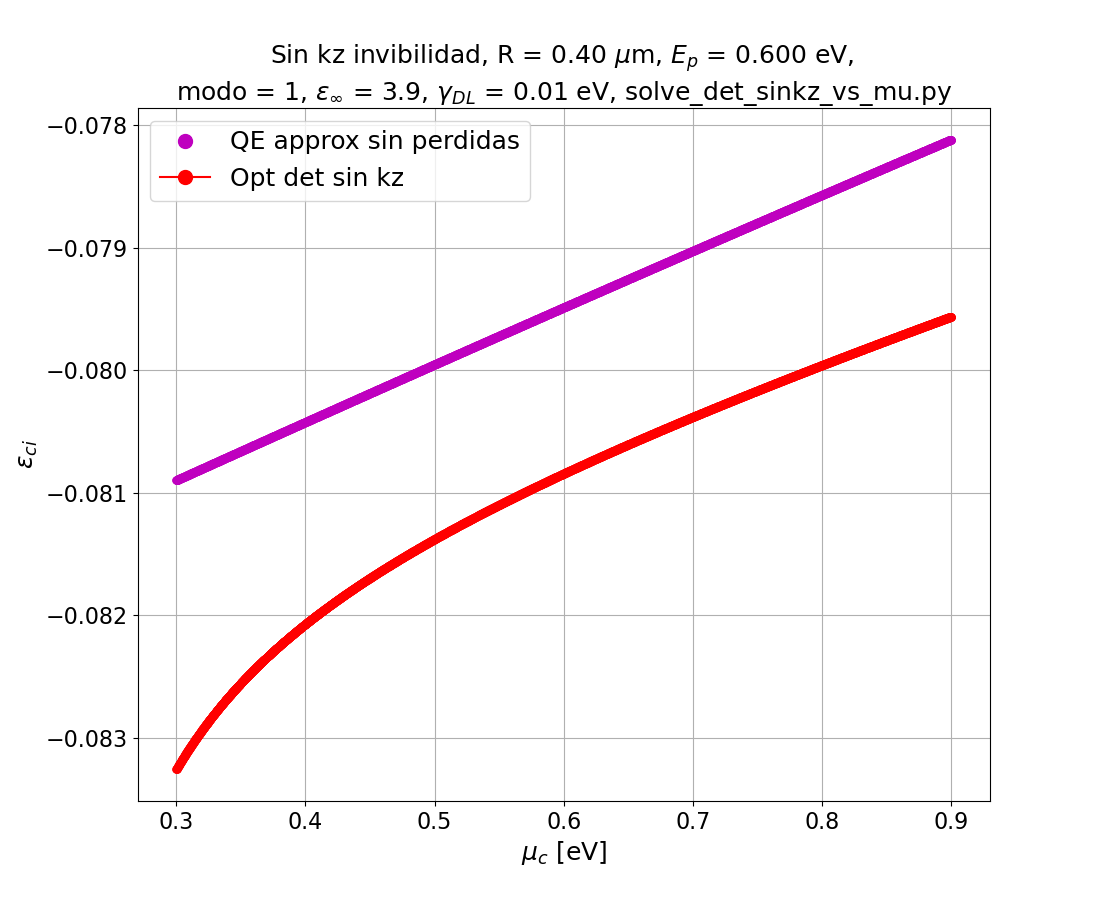 Sin kz invibilidad, R = 0.40 μm, E_p = 0.600 eV,
modo = 1, ε_∞ = 3.9, γ_DL = 0.01 eV, solve_det_sinkz_vs_mu.py
QE approx sin perdidas
Opt det sin kz
−0.078
−0.079
−0.080
−0.081
−0.082
−0.083
ε_ci
0.3 0.4 0.5 0.6 0.7 0.8 0.9
μ_c [eV]